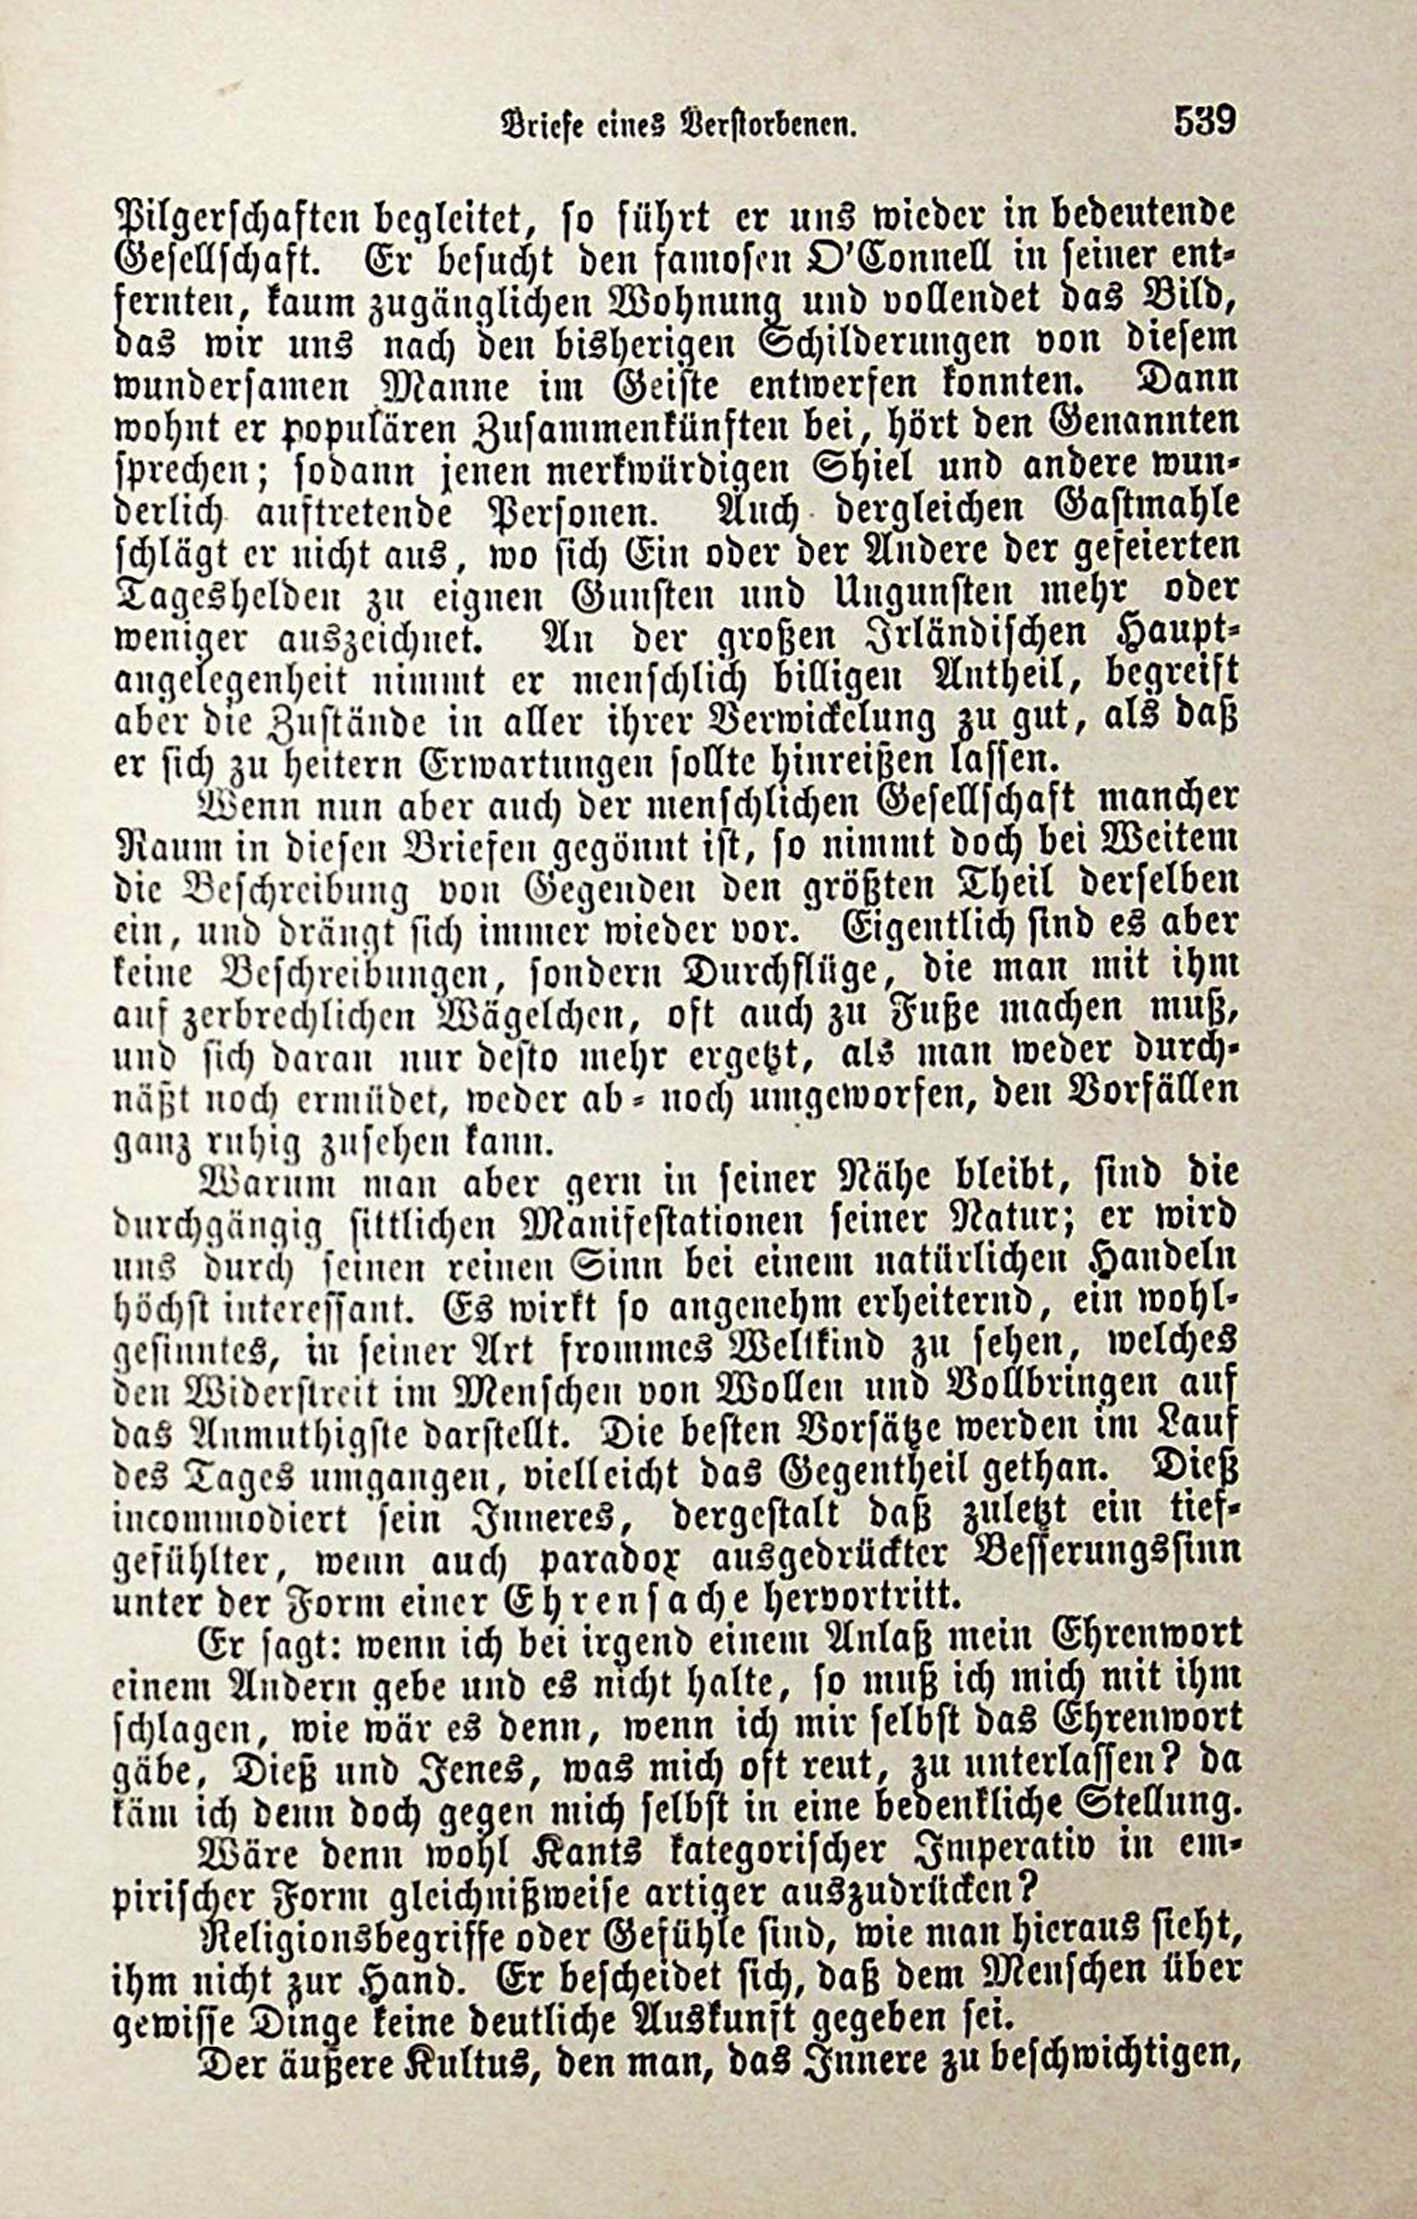 Briefe eines Verstorbenen. 539
Pilgerschaften begleitet, so führt er uns wieder in bedeutende
Gesellschaft. Er besucht den famosen O'Connell in seiner ent-
fernten, kaum zugänglichen Wohnung und vollendet das Bild,
das wir uns nach den bisherigen Schilderungen von diesem
wundersamen Manne im Geiste entwerfen konnten. Dann
wohnt er populären Zusammenkünften bei, hört den Genannten
sprechen; sodann jenen merkwürdigen Shiel und andere wun-
derlich auftretende Personen. Auch dergleichen Gastmahle
schlägt er nicht aus, wo sich Ein oder der Andere der gefeierten
Tageshelden zu eignen Gunsten und Ungunsten mehr oder
weniger auszeichnet. An der großen Irländischen Haupt-
angelegenheit nimmt er menschlich billigen Antheil, begreift
aber die Zustände in aller ihrer Verwickelung zu gut, als daß
er sich zu heitern Erwartungen sollte hinreißen lassen.
Wenn nun aber auch der menschlichen Gesellschaft mancher
Raum in diesen Briefen gegönnt ist, so nimmt doch bei Weitem
die Beschreibung von Gegenden den größten Theil derselben
ein, und drängt sich immer wieder vor. Eigentlich sind es aber
keine Beschreibungen, sondern Durchflüge, die man mit ihm
auf zerbrechlichen Wägelchen, oft auch zu Fuße machen muß,
und sich daran nur desto mehr ergetzt, als man weder durch-
näßt noch ermüdet, weder ab- noch umgeworfen, den Vorfällen
ganz ruhig zusehen kann.
Warum man aber gern in seiner Nähe bleibt, sind die
durchgängig sittlichen Manifestationen seiner Natur; er wird
uns durch seinen reinen Sinn bei einem natürlichen Handeln
höchst interessant. Es wirkt so angenehm erheiternd, ein wohl-
gesinntes, in seiner Art frommes Weltkind zu sehen, welches
den Widerstreit im Menschen von Wollen und Vollbringen auf
das Anmuthigste darstellt. Die besten Vorsätze werden im Lauf
des Tages umgangen, vielleicht das Gegentheil gethan. Dieß
incommodiert sein Inneres, dergestalt daß zuletzt ein tief-
gefühlter, wenn auch paradox ausgedrückter Besserungssinn
unter der Form einer Ehrensache hervortritt.
Er sagt: wenn ich bei irgend einem Anlaß mein Ehrenwort
einem Andern gebe und es nicht halte, so muß ich mich mit ihm
schlagen, wie wär es denn, wenn ich mir selbst das Ehrenwort
gäbe, Dieß und Jenes, was mich oft reut, zu unterlassen? da
käm ich denn doch gegen mich selbst in eine bedenkliche Stellung.
Wäre denn wohl Kants kategorischer Imperativ in em-
pirischer Form gleichnißweise artiger auszudrücken?
Religionsbegriffe oder Gefühle sind, wie man hieraus sieht,
ihm nicht zur Hand. Er bescheidet sich, daß dem Menschen über
gewisse Dinge keine deutliche Auskunft gegeben sei.
Der äußere Kultus, den man, das Innere zu beschwichtigen,